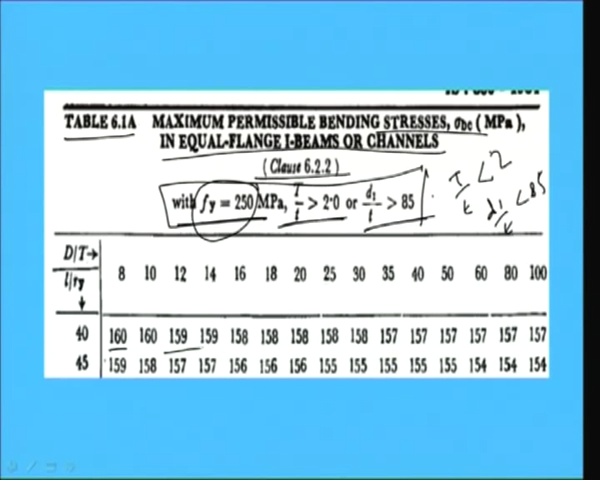 TABLE 6.1A MAXIMUM PERMISSIBLE BENDING STRESSES, σbc ( MPa ),
IN EQUAL-FLANGE I-BEAMS OR CHANNELS
( Clause 6.2.2 )
with fy = 250 MPa, T/t > 2·0 or d1/t > 85
T/t < 2
d1/t < 85
D/T→
l/ry
↓
8 10 12 14 16 18 20 25 30 35 40 50 60 80 100
40 160 160 159 159 158 158 158 158 158 157 157 157 157 157 157
45 159 158 157 157 156 156 156 155 155 155 155 155 154 154 154